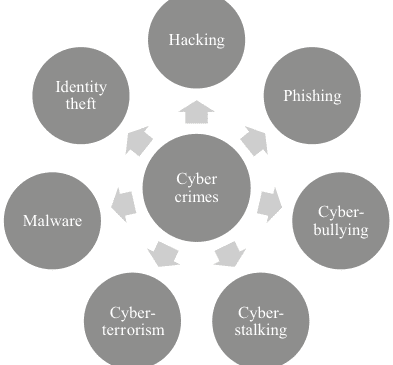 Hacking
Identity
theft
Phishing
Cyber
crimes
Malware
Cyber-
bullying
Cyber-
terrorism
Cyber-
stalking